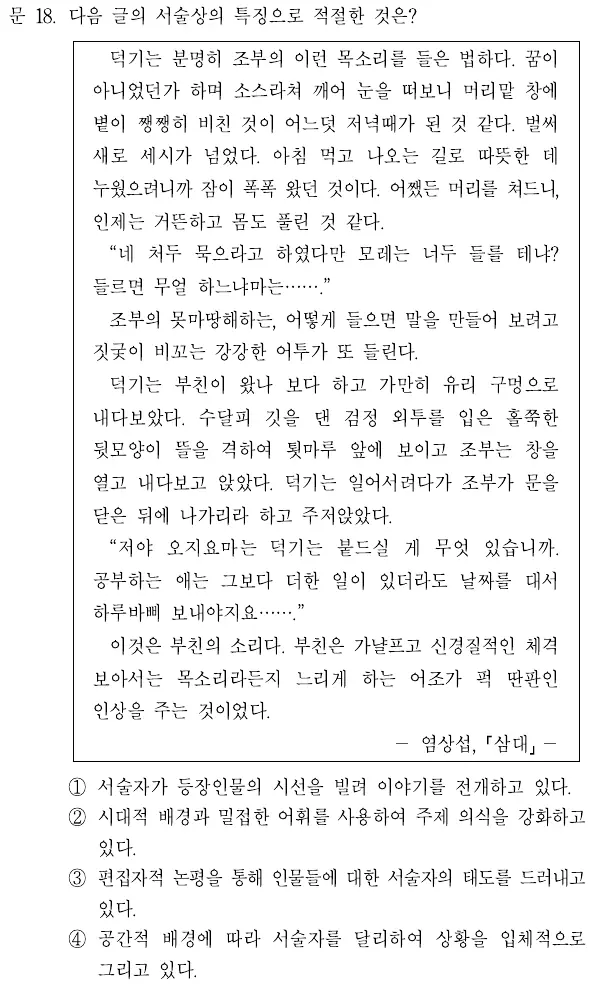 문 18. 다음 글의 서술상의 특징으로 적절한 것은?
덕기는 분명히 조부의 이런 목소리를 들은 법하다. 꿈이
아니었던가 하며 소스라쳐 깨어 눈을 떠보니 머리맡 창에
볕이 쨍쨍히 비친 것이 어느덧 저녁때가 된 것 같다. 벌써
새로 세시가 넘었다. 아침 먹고 나오는 길로 따뜻한 데
누웠으려니까 잠이 폭폭 왔던 것이다. 어쨌든 머리를 쳐드니,
인제는 거뜬하고 몸도 풀린 것 같다.
“네 처두 묵으라고 하였다만 모레는 너두 들를 테냐?
들르면 무얼 하느냐마는…….”
조부의 못마땅해하는, 어떻게 들으면 말을 만들어 보려고
짓궂이 비꼬는 강강한 어투가 또 들린다.
덕기는 부친이 왔나 보다 하고 가만히 유리 구멍으로
내다보았다. 수달피 깃을 댄 검정 외투를 입은 홀쭉한
뒷모양이 뜰을 격하여 툇마루 앞에 보이고 조부는 창을
열고 내다보고 앉았다. 덕기는 일어서려다가 조부가 문을
닫은 뒤에 나가리라 하고 주저앉았다.
“저야 오지요마는 덕기는 붙드실 게 무엇 있습니까.
공부하는 애는 그보다 더한 일이 있더라도 날짜를 대서
하루바삐 보내야지요…….”
이것은 부친의 소리다. 부친은 가냘프고 신경질적인 체격
보아서는 목소리라든지 느리게 하는 어조가 퍽 딴판인
인상을 주는 것이었다.
－ 염상섭, 「삼대」 －
① 서술자가 등장인물의 시선을 빌려 이야기를 전개하고 있다.
② 시대적 배경과 밀접한 어휘를 사용하여 주제 의식을 강화하고
있다.
③ 편집자적 논평을 통해 인물들에 대한 서술자의 태도를 드러내고
있다.
④ 공간적 배경에 따라 서술자를 달리하여 상황을 입체적으로
그리고 있다.